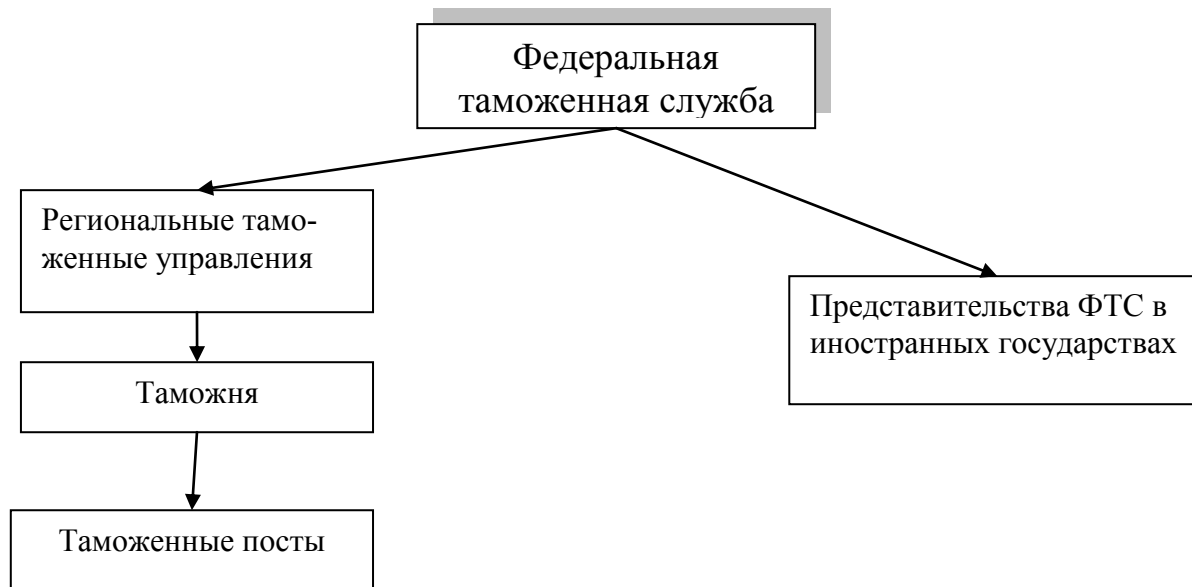 Федеральная
таможенная служба
Региональные тамо-
женные управления
Представительства ФТС в
иностранных государствах
Таможня
Таможенные посты